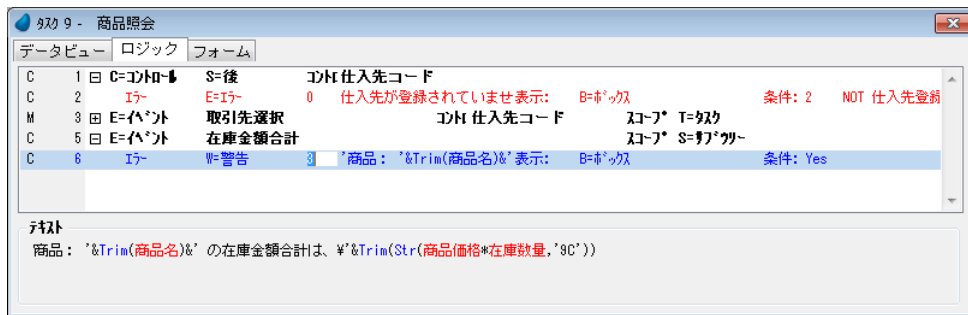 ﾀｽｸ 9 - 商品照会
データビュー ロジック フォーム
C 1 C=ｺﾝﾄﾛｰﾙ S=後 ｺﾝﾄﾛ 仕入先コード
C 2 ｴﾗｰ E=ｴﾗｰ 0 仕入先が登録されていませ 表示: B=ﾎﾞｯｸｽ 条件: 2 NOT 仕入先登録
M 3 E=ｲﾍﾞﾝﾄ 取引先選択 ｺﾝﾄﾛ 仕入先コード ｽｺｰﾌﾟ T=ﾀｽｸ
C 5 E=ｲﾍﾞﾝﾄ 在庫金額合計 ｽｺｰﾌﾟ S=ｻﾌﾞﾂﾘｰ
C 6 ｴﾗｰ W=警告 3 '商品： '&Trim(商品名)&' 表示: B=ﾎﾞｯｸｽ 条件: Yes
ﾃｷｽﾄ
'商品： '&Trim(商品名)&' の在庫金額合計は、¥'&Trim(Str(商品価格*在庫数量,'9C'))